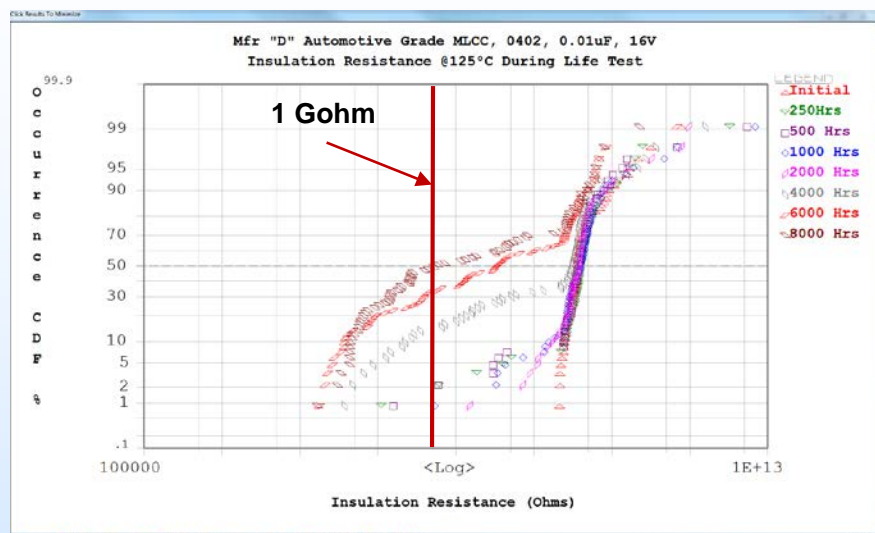 Click Results To Minimize
Mfr "D" Automotive Grade MLCC, 0402, 0.01uF, 16V
Insulation Resistance @125°C During Life Test
Occurrence CDF %
99.9
99
95
90
70
50
30
10
5
2
1
.1
1 Gohm
LEGEND
Initial
250Hrs
500 Hrs
1000 Hrs
2000 Hrs
4000 Hrs
6000 Hrs
8000 Hrs
100000
<Log>
1E+13
Insulation Resistance (Ohms)